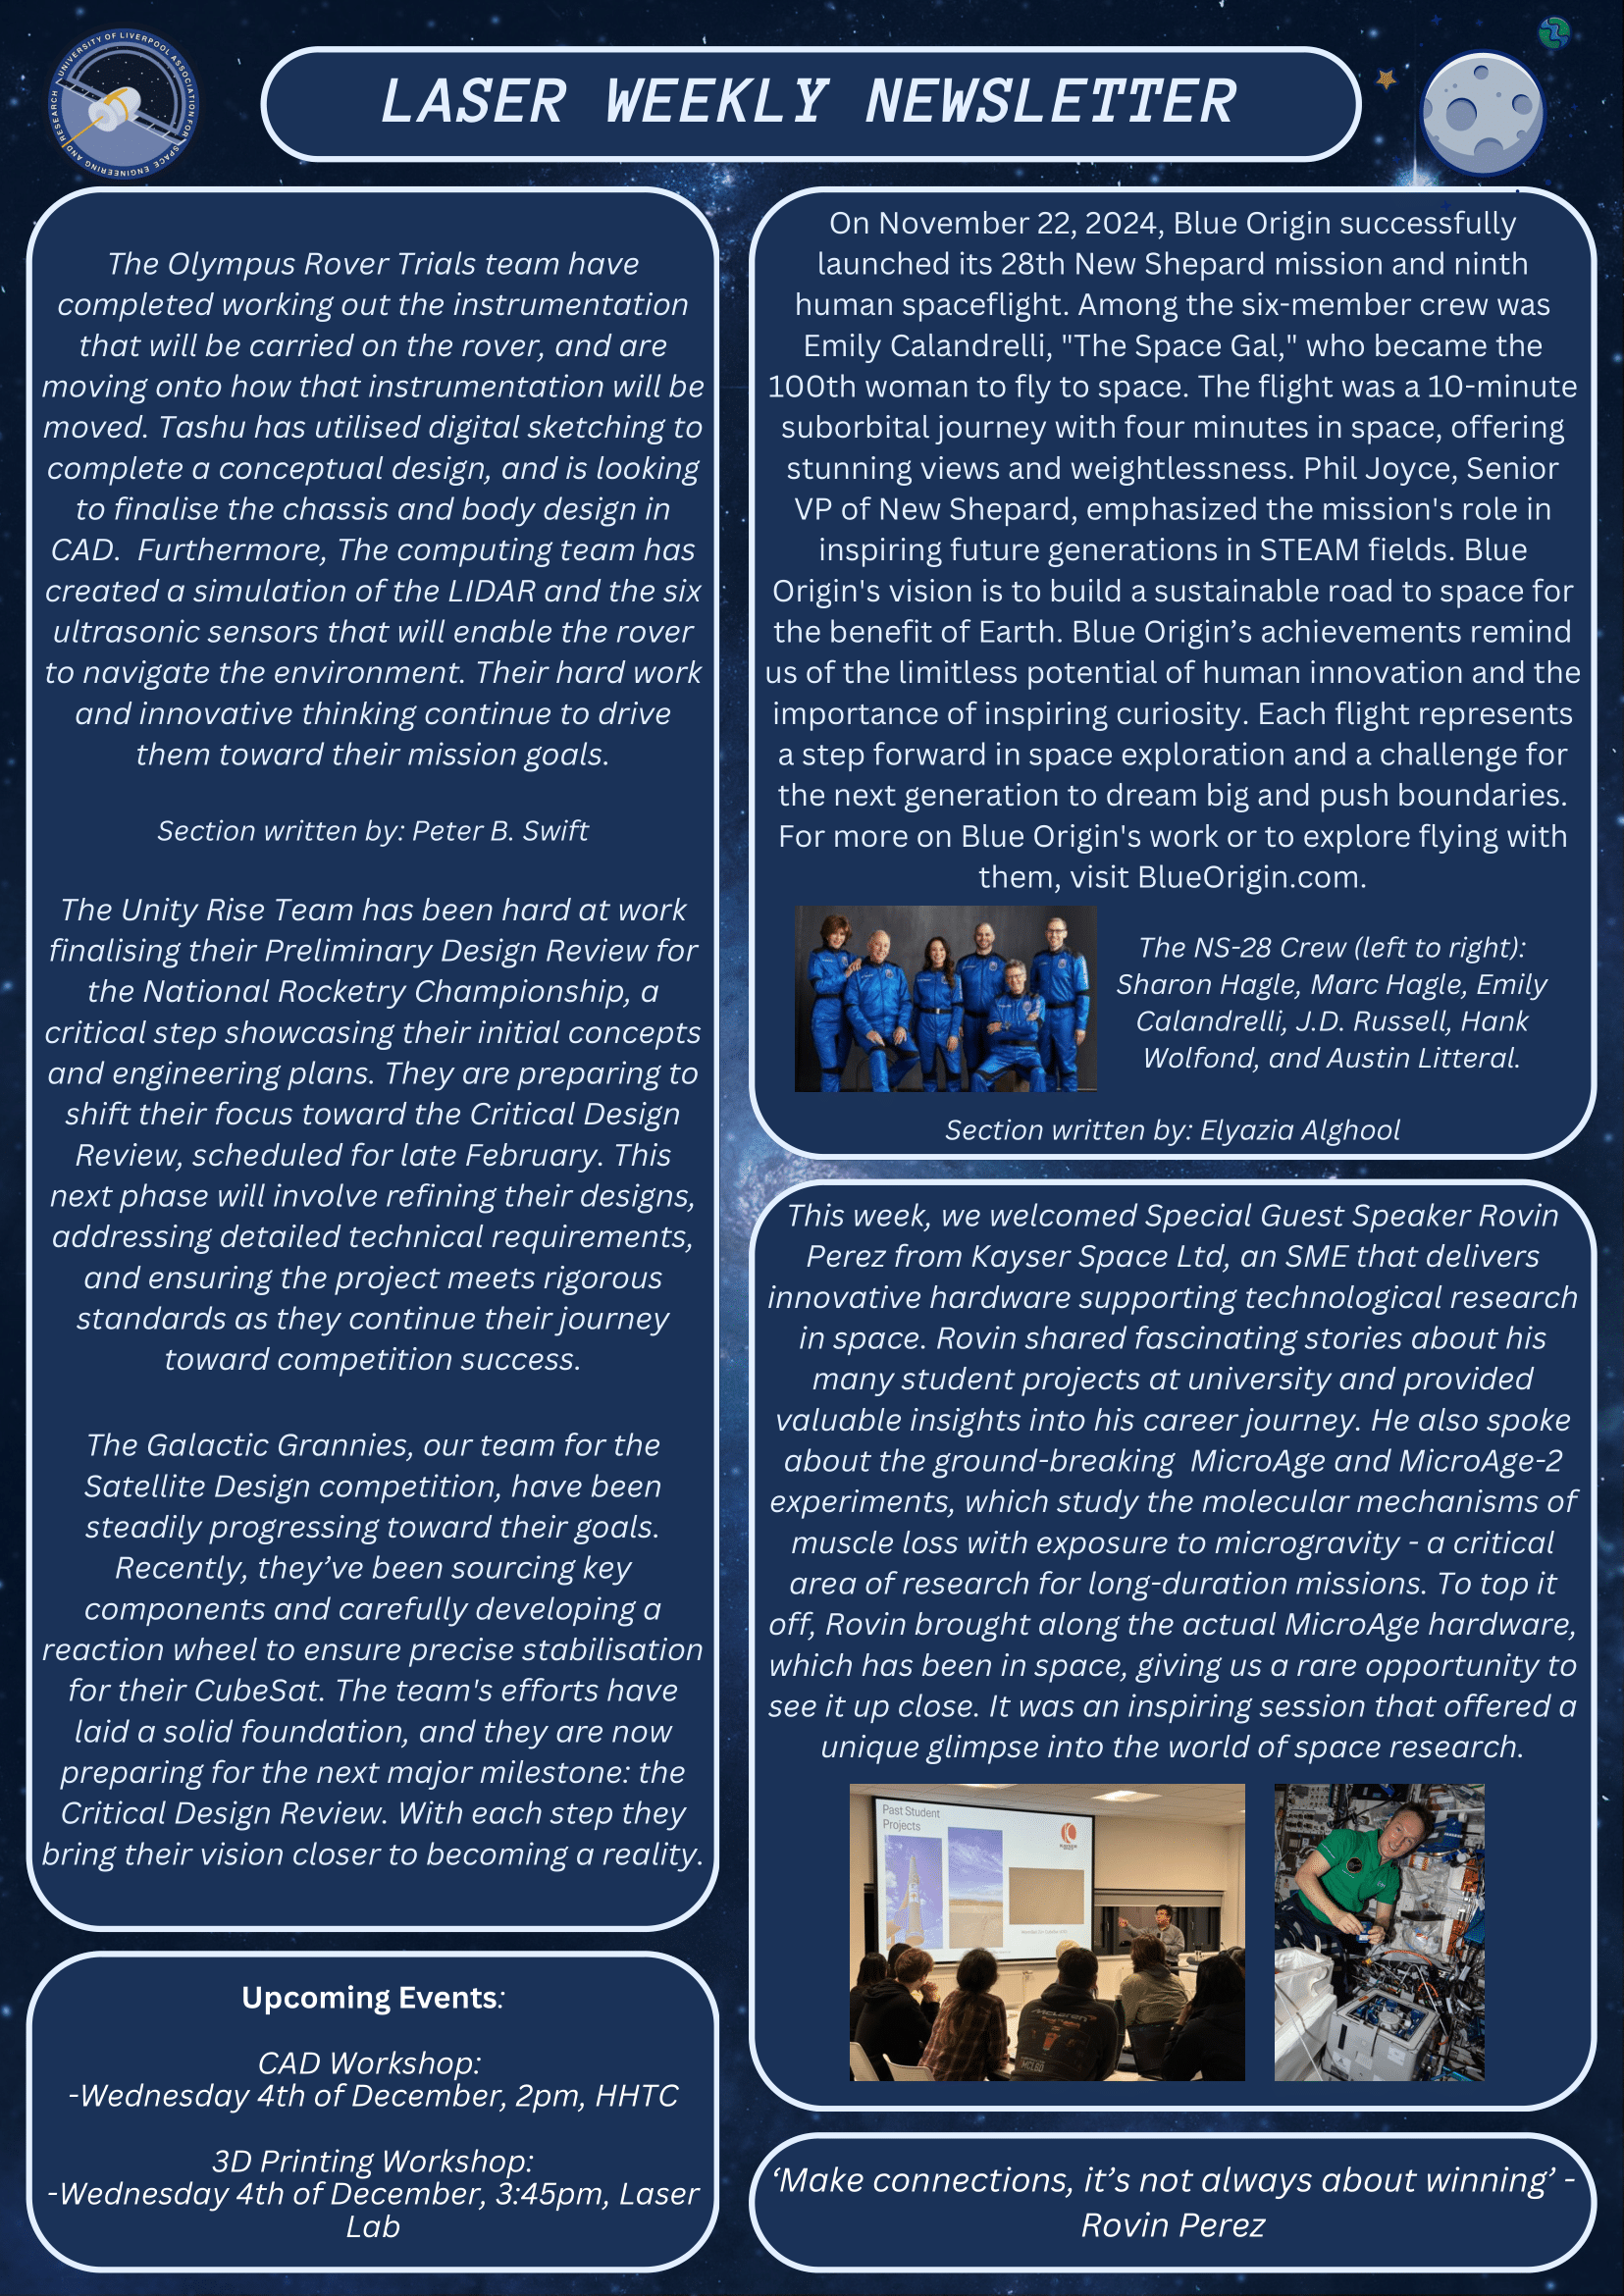 UNIVERSITY OF LIVERPOOL ASSOCIATION FOR SPACE ENGINEERING AND RESEARCH
LASER WEEKLY NEWSLETTER
The Olympus Rover Trials team have
completed working out the instrumentation
that will be carried on the rover, and are
moving onto how that instrumentation will be
moved. Tashu has utilised digital sketching to
complete a conceptual design, and is looking
to finalise the chassis and body design in
CAD.  Furthermore, The computing team has
created a simulation of the LIDAR and the six
ultrasonic sensors that will enable the rover
to navigate the environment. Their hard work
and innovative thinking continue to drive
them toward their mission goals.
Section written by: Peter B. Swift
The Unity Rise Team has been hard at work
finalising their Preliminary Design Review for
the National Rocketry Championship, a
critical step showcasing their initial concepts
and engineering plans. They are preparing to
shift their focus toward the Critical Design
Review, scheduled for late February. This
next phase will involve refining their designs,
addressing detailed technical requirements,
and ensuring the project meets rigorous
standards as they continue their journey
toward competition success.
The Galactic Grannies, our team for the
Satellite Design competition, have been
steadily progressing toward their goals.
Recently, they’ve been sourcing key
components and carefully developing a
reaction wheel to ensure precise stabilisation
for their CubeSat. The team's efforts have
laid a solid foundation, and they are now
preparing for the next major milestone: the
Critical Design Review. With each step they
bring their vision closer to becoming a reality.
Upcoming Events:
CAD Workshop:
-Wednesday 4th of December, 2pm, HHTC
3D Printing Workshop:
-Wednesday 4th of December, 3:45pm, Laser
Lab
On November 22, 2024, Blue Origin successfully
launched its 28th New Shepard mission and ninth
human spaceflight. Among the six-member crew was
Emily Calandrelli, "The Space Gal," who became the
100th woman to fly to space. The flight was a 10-minute
suborbital journey with four minutes in space, offering
stunning views and weightlessness. Phil Joyce, Senior
VP of New Shepard, emphasized the mission's role in
inspiring future generations in STEAM fields. Blue
Origin's vision is to build a sustainable road to space for
the benefit of Earth. Blue Origin’s achievements remind
us of the limitless potential of human innovation and the
importance of inspiring curiosity. Each flight represents
a step forward in space exploration and a challenge for
the next generation to dream big and push boundaries.
For more on Blue Origin's work or to explore flying with
them, visit BlueOrigin.com.
The NS-28 Crew (left to right):
Sharon Hagle, Marc Hagle, Emily
Calandrelli, J.D. Russell, Hank
Wolfond, and Austin Litteral.
Section written by: Elyazia Alghool
This week, we welcomed Special Guest Speaker Rovin
Perez from Kayser Space Ltd, an SME that delivers
innovative hardware supporting technological research
in space. Rovin shared fascinating stories about his
many student projects at university and provided
valuable insights into his career journey. He also spoke
about the ground-breaking  MicroAge and MicroAge-2
experiments, which study the molecular mechanisms of
muscle loss with exposure to microgravity - a critical
area of research for long-duration missions. To top it
off, Rovin brought along the actual MicroAge hardware,
which has been in space, giving us a rare opportunity to
see it up close. It was an inspiring session that offered a
unique glimpse into the world of space research.
Past Student
Projects
‘Make connections, it’s not always about winning’ -
Rovin Perez